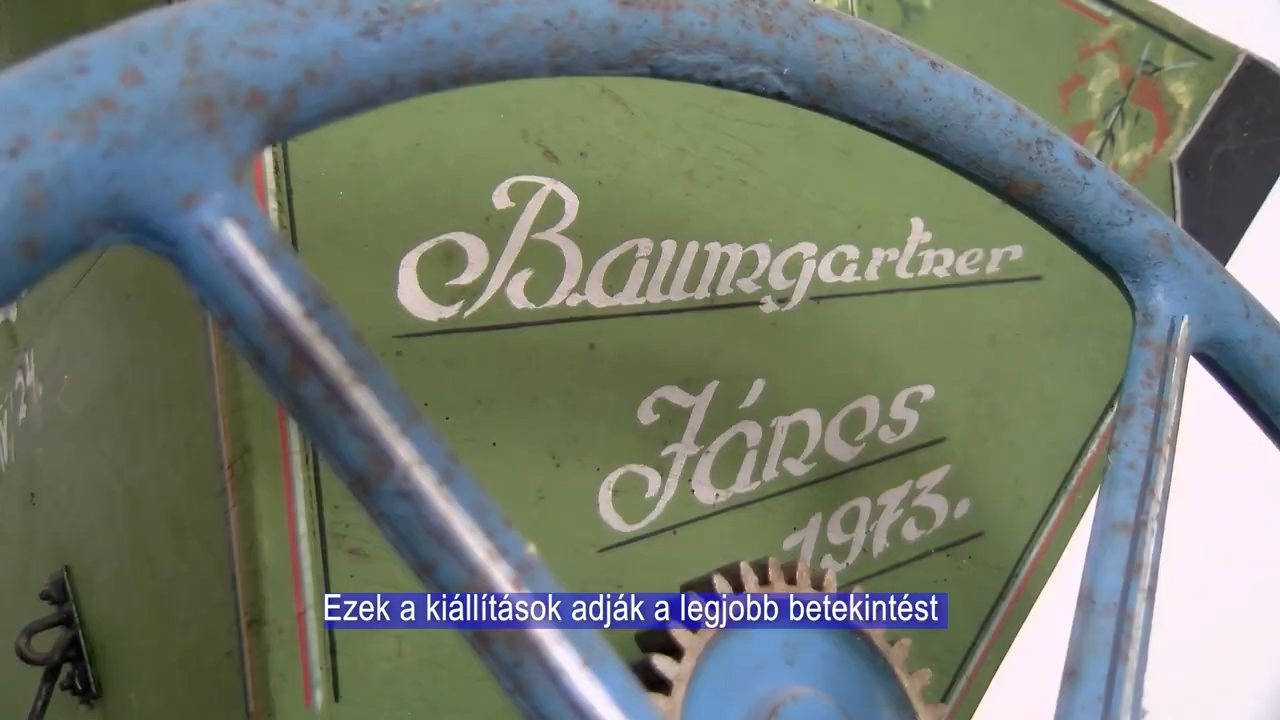 Baumgartner
János
1973.
Ezek a kiállítások adják a legjobb betekintést